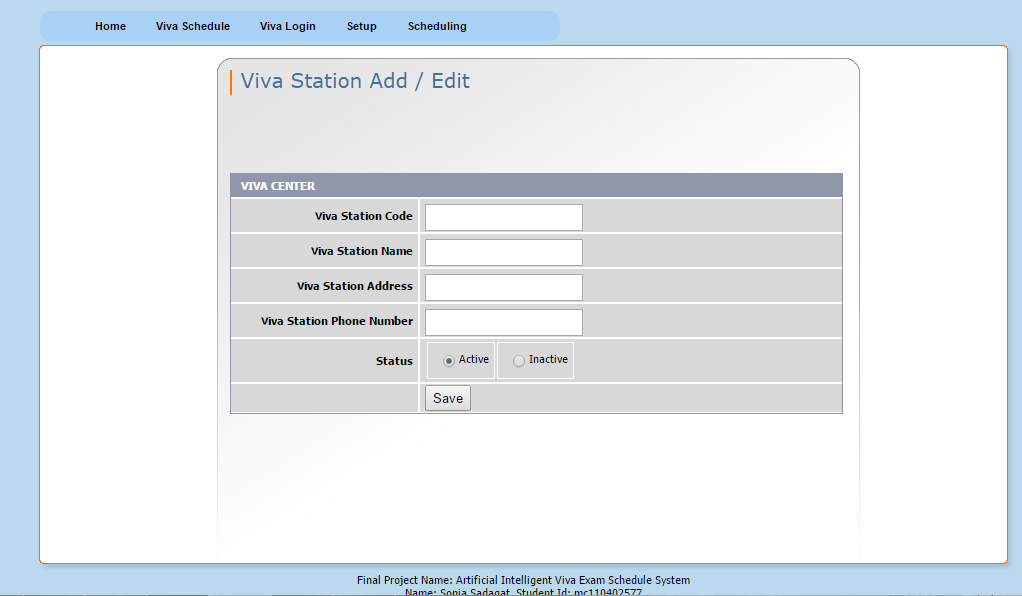 Home Viva Schedule Viva Login Setup Scheduling
Viva Station Add / Edit
VIVA CENTER
Viva Station Code
Viva Station Name
Viva Station Address
Viva Station Phone Number
Status Active Inactive
Save
Final Project Name: Artificial Intelligent Viva Exam Schedule System
Name: Sonia Sadaqat, Student Id: mc110402577